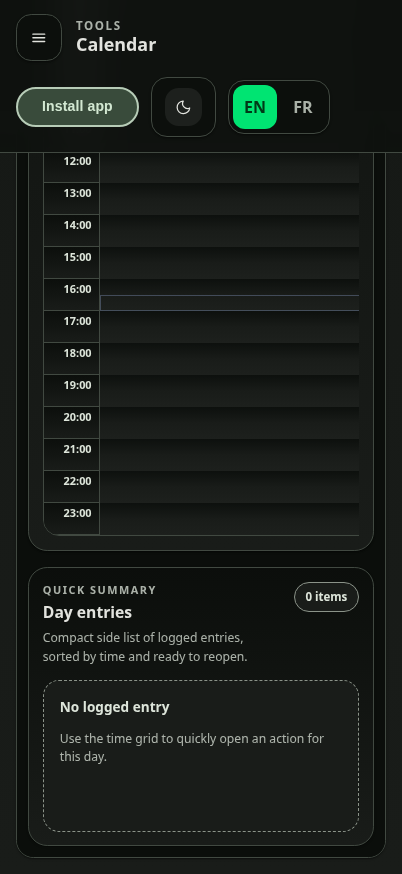 TOOLS
Calendar
Install app
EN
FR
12:00
13:00
14:00
15:00
16:00
17:00
18:00
19:00
20:00
21:00
22:00
23:00
QUICK SUMMARY
0 items
Day entries
Compact side list of logged entries,
sorted by time and ready to reopen.
No logged entry
Use the time grid to quickly open an action for
this day.